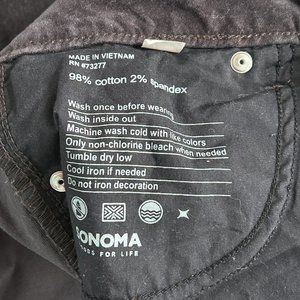 MADE IN VIETNAM
RN #73277
98% cotton 2% spandex
Wash once before wearing
Wash inside out
Machine wash cold with like colors
Only non-chlorine bleach when needed
Tumble dry low
Cool iron if needed
Do not iron decoration
SONOMA
GOODS FOR LIFE